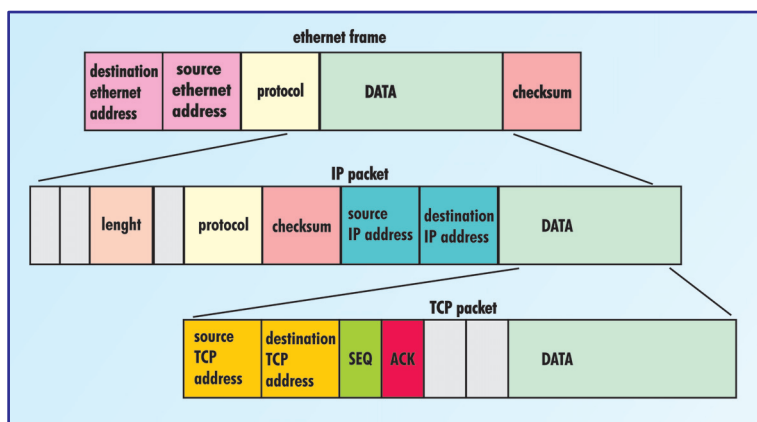 ethernet frame
destination
ethernet
address
source
ethernet
address
protocol
DATA
checksum
IP packet
lenght
protocol
checksum
source
IP address
destination
IP address
DATA
TCP packet
source
TCP
address
destination
TCP
address
SEQ
ACK
DATA